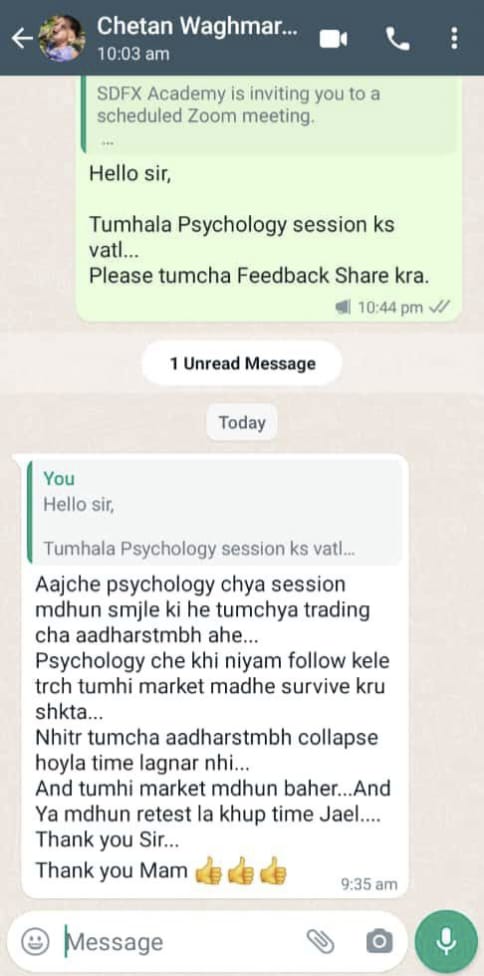 Chetan Waghmar...
10:03 am
SDFX Academy is inviting you to a
scheduled Zoom meeting.
...
Hello sir,
Tumhala Psychology session ks
vatl...
Please tumcha Feedback Share kra.
10:44 pm
1 Unread Message
Today
You
Hello sir,
Tumhala Psychology session ks vatl...
Aajche psychology chya session
mdhun smjle ki he tumchya trading
cha aadharstmbh ahe...
Psychology che khi niyam follow kele
trch tumhi market madhe survive kru
shkta...
Nhitr tumcha aadharstmbh collapse
hoyla time lagnar nhi...
And tumhi market mdhun baher...And
Ya mdhun retest la khup time Jael....
Thank you Sir...
Thank you Mam 👍👍👍
9:35 am
Message